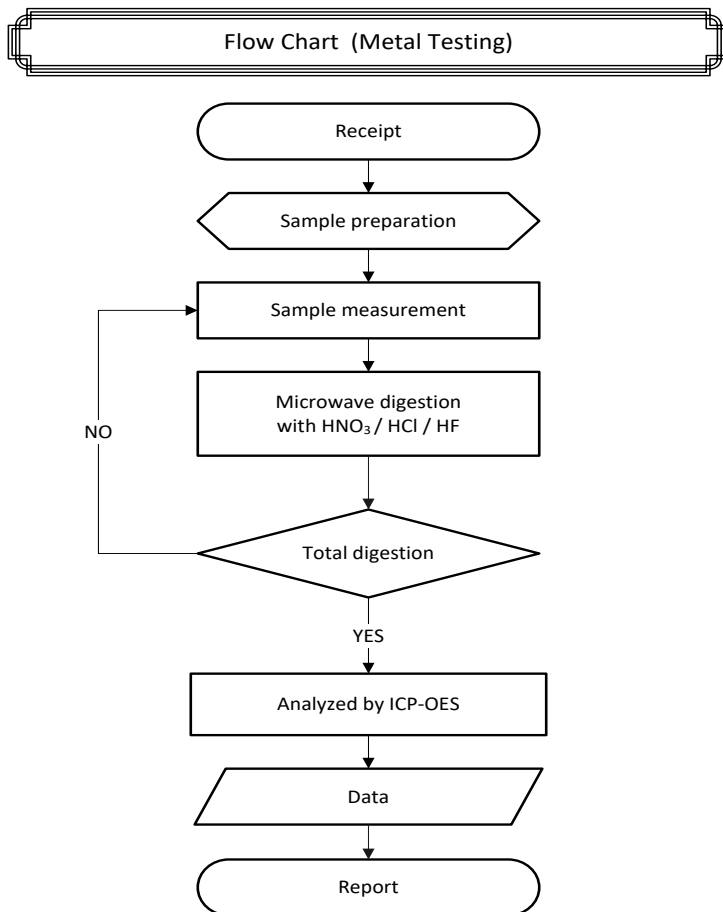 Flow Chart  (Metal Testing)
Receipt
Sample preparation
Sample measurement
Microwave digestion
with HNO₃ / HCl / HF
NO
Total digestion
YES
Analyzed by ICP-OES
Data
Report